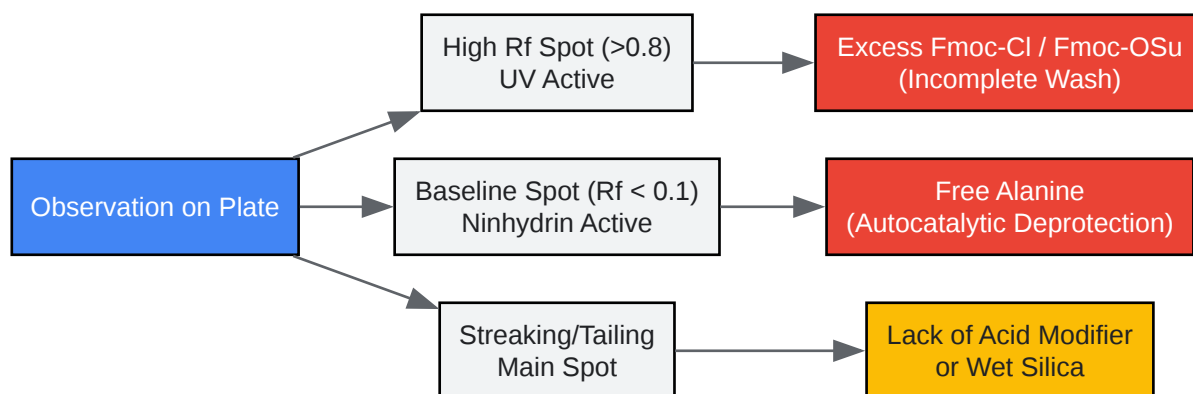 High Rf Spot (>0.8)
UV Active
Excess Fmoc-Cl / Fmoc-OSu
(Incomplete Wash)
Observation on Plate
Baseline Spot (Rf < 0.1)
Ninhydrin Active
Free Alanine
(Autocatalytic Deprotection)
Streaking/Tailing
Main Spot
Lack of Acid Modifier
or Wet Silica